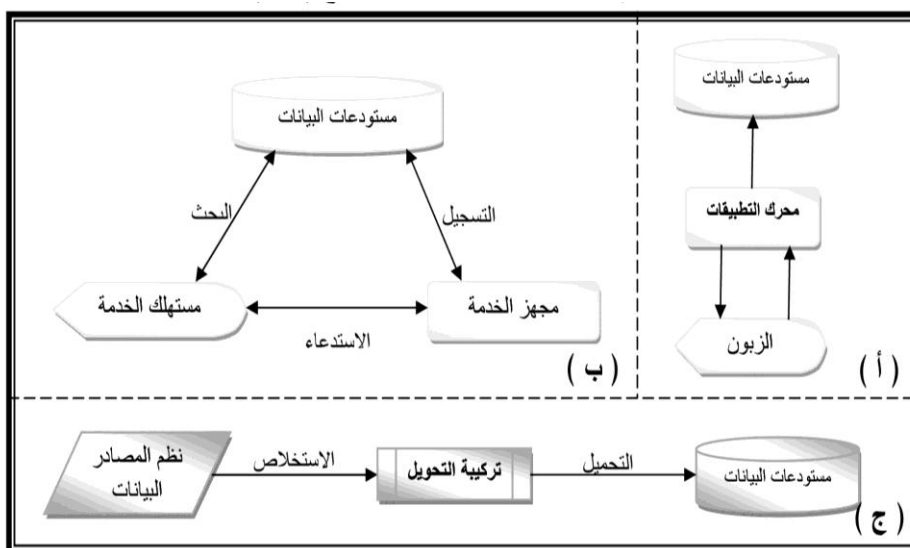 مستودعات البيانات
محرك التطبيقات
الزبون
( أ )
مستودعات البيانات
البحث
التسجيل
مستهلك الخدمة
مجهز الخدمة
الاستدعاء
( ب )
نظم المصادر
البيانات
الاستخلاص
تركيبة التحويل
التحميل
مستودعات البيانات
( ج )